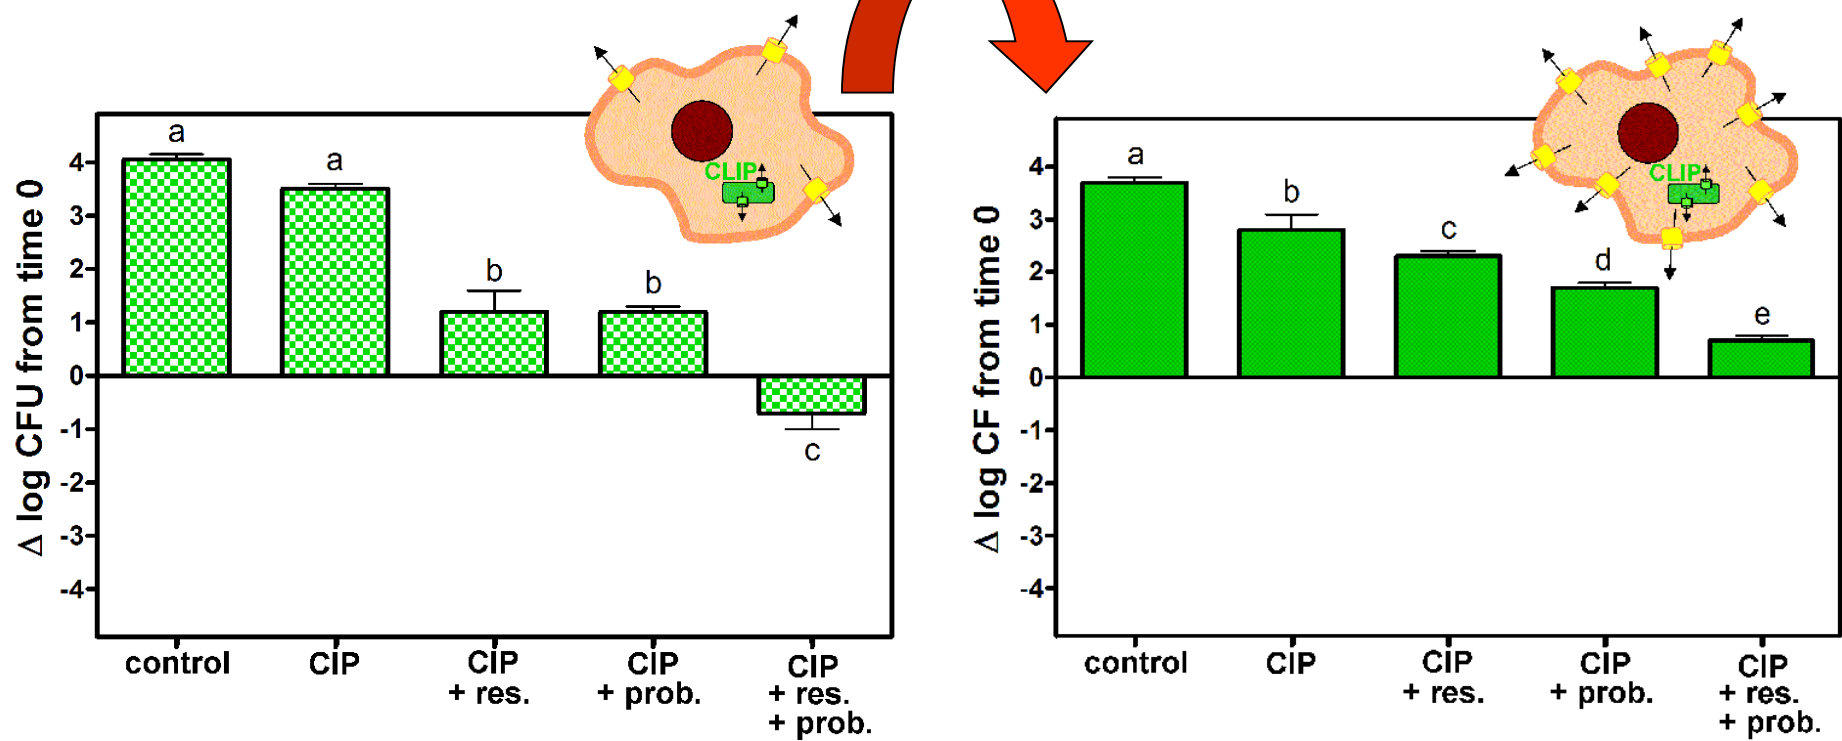 Δ log CFU from time 0
4
3
2
1
0
-1
-2
-3
-4
a
a
b
b
c
CLIP
control
CIP
CIP
+ res.
CIP
+ prob.
CIP
+ res.
+ prob.
Δ log CF from time 0
4
3
2
1
0
-1
-2
-3
-4
a
b
c
d
e
CLIP
control
CIP
CIP
+ res.
CIP
+ prob.
CIP
+ res.
+ prob.